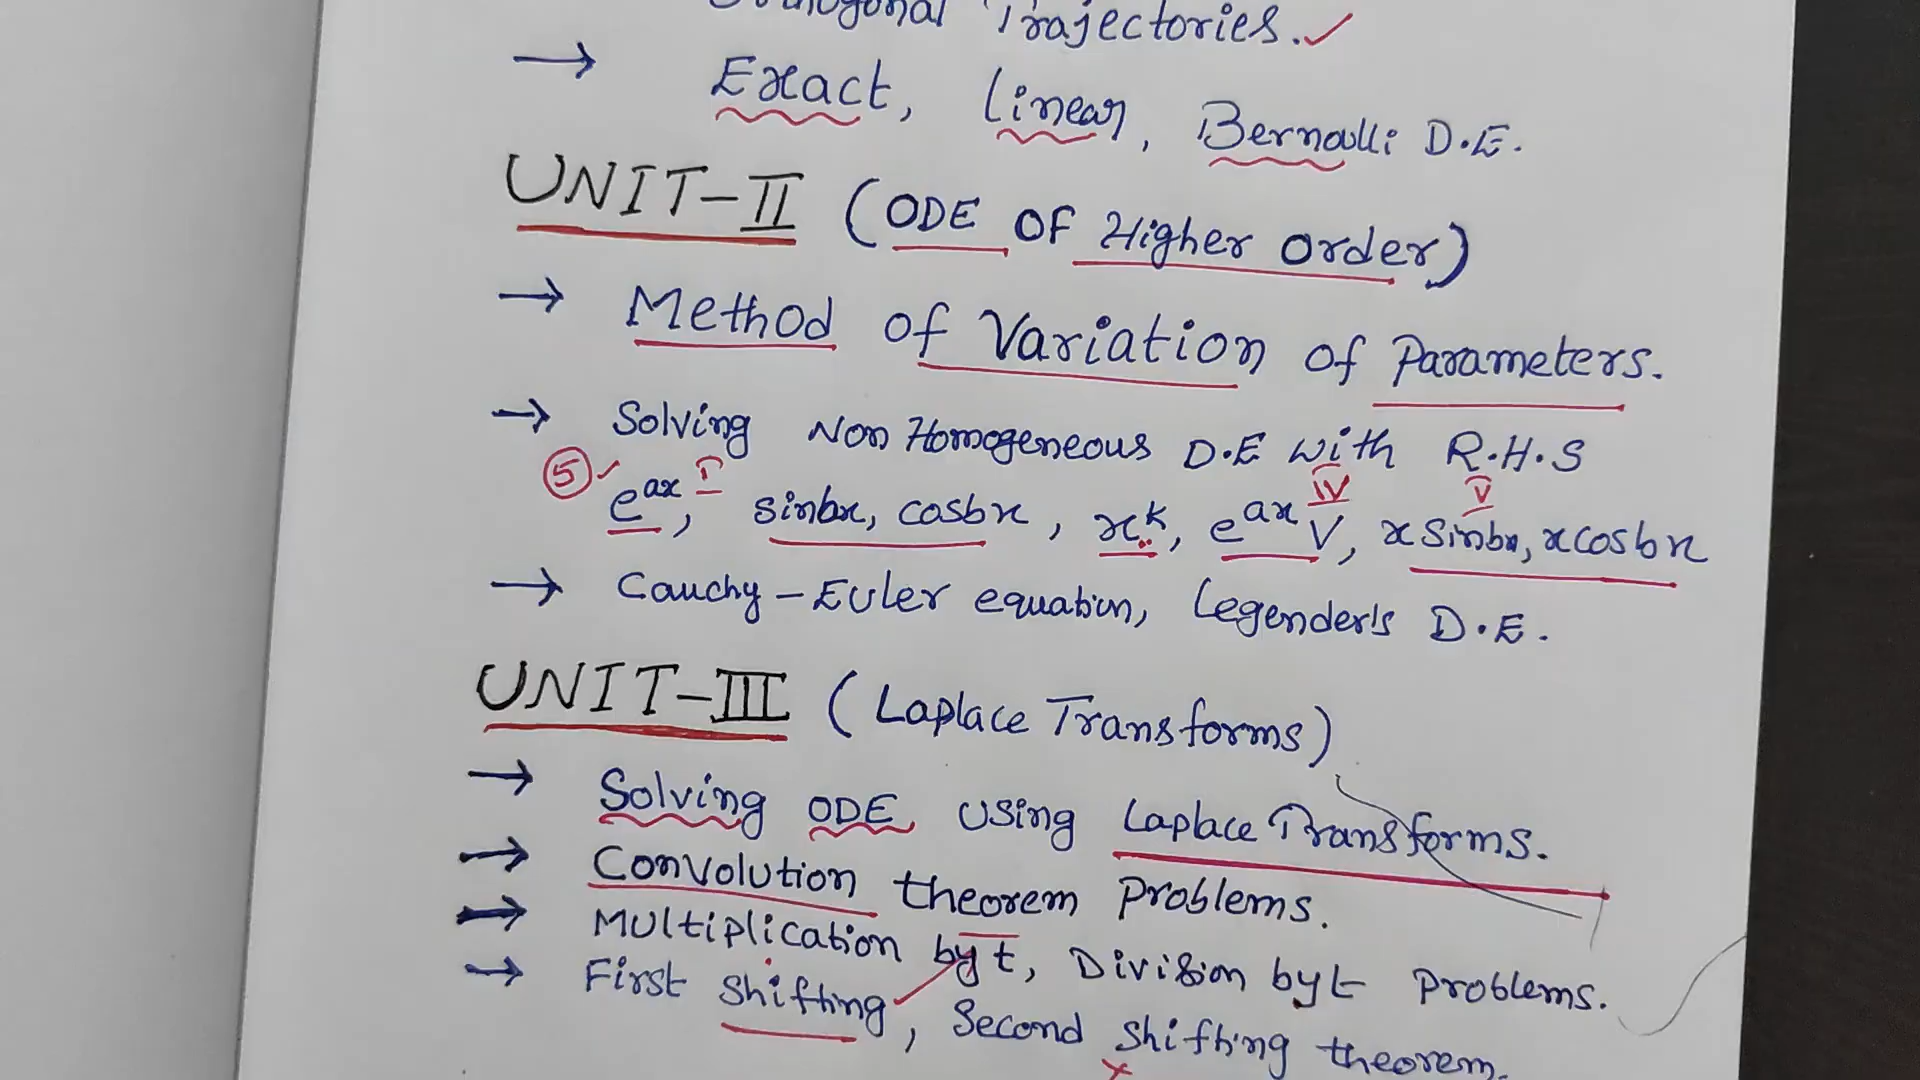 Orthogonal Trajectories. ✓
→ Exact, Linear, Bernoulli D.E.
UNIT-II (ODE OF Higher Order)
→ Method of Variation of Parameters.
→ Solving Non Homogeneous D.E with R.H.S
⑤ ✓ e^ax, I sinbx, cosbx, x^k, e^ax V, IV x sinbx, x cosbx V
→ Cauchy-Euler equation, Legender's D.E.
UNIT-III (Laplace Transforms)
→ Solving ODE Using Laplace Transforms.
→ Convolution theorem Problems.
→ Multiplication by t, Division by t Problems.
→ First Shifting, Second Shifting theorem.